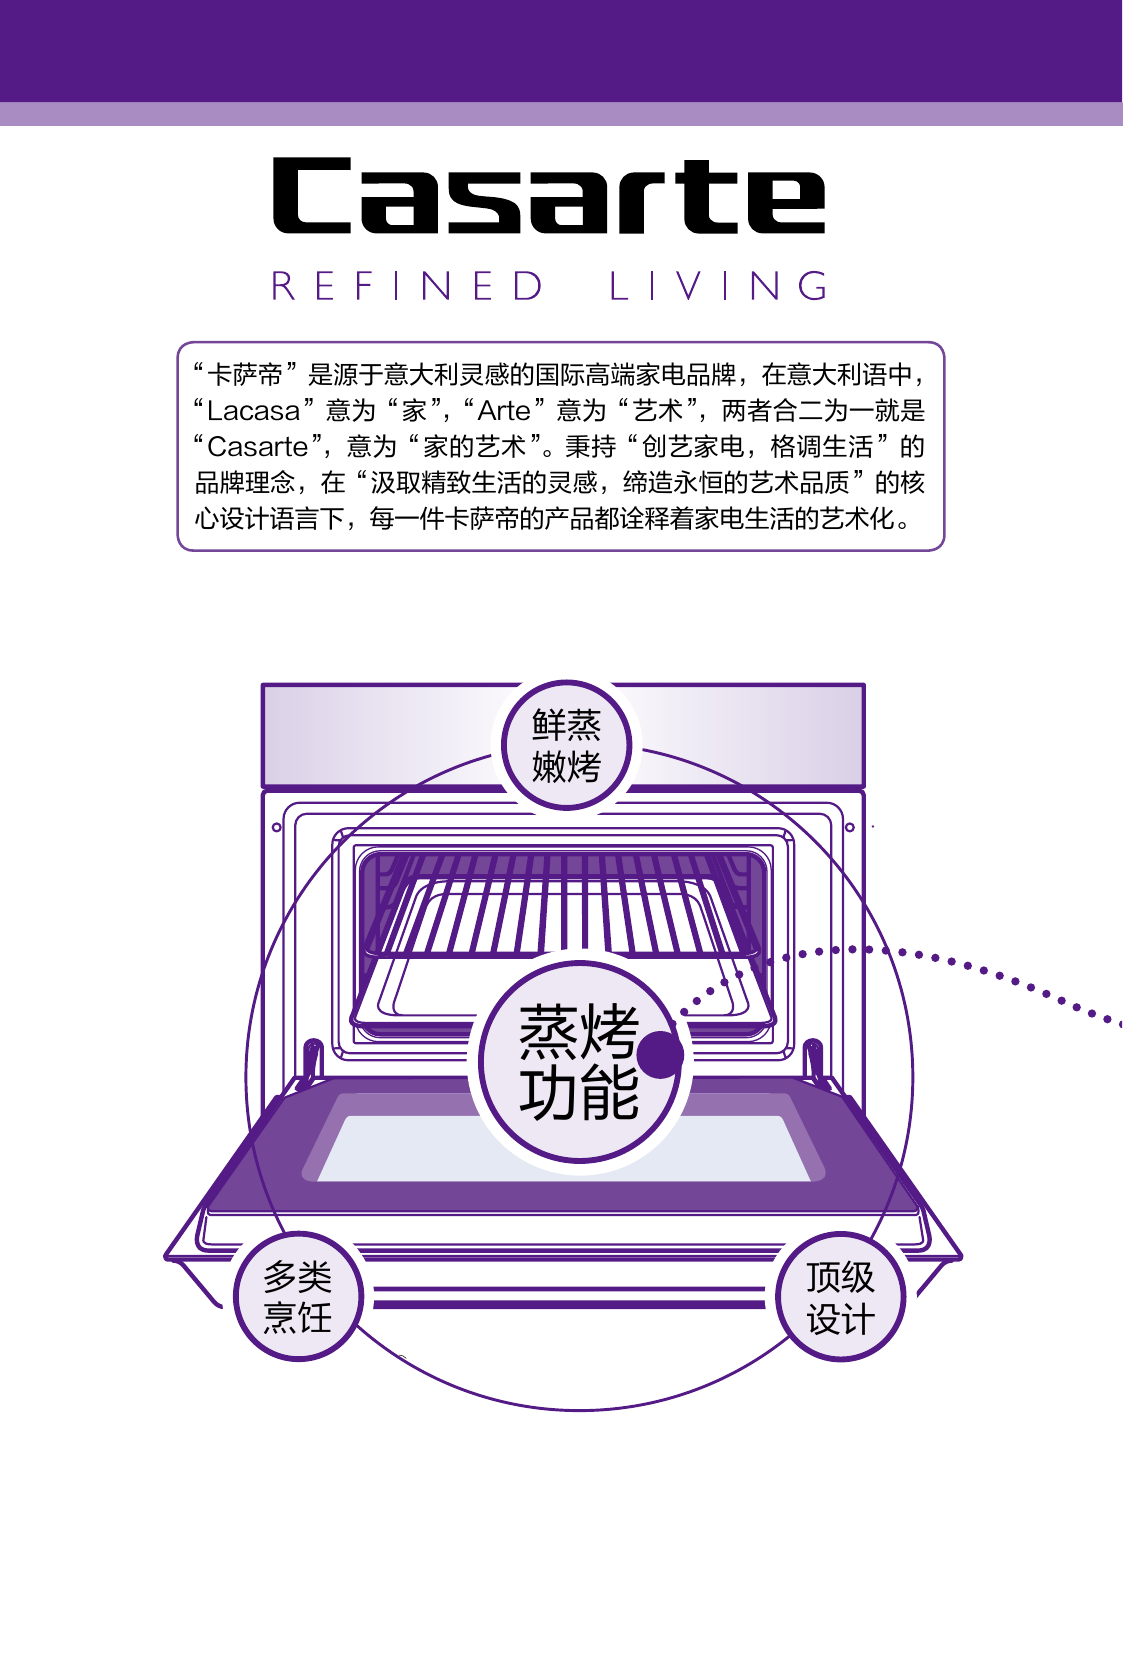 Casarte
REFINED LIVING
“卡萨帝”是源于意大利灵感的国际高端家电品牌，在意大利语中，
“Lacasa”意为“家”，“Arte”意为“艺术”，两者合二为一就是
“Casarte”，意为“家的艺术”。秉持“创艺家电，格调生活”的
品牌理念，在“汲取精致生活的灵感，缔造永恒的艺术品质”的核
心设计语言下，每一件卡萨帝的产品都诠释着家电生活的艺术化。
鲜蒸
嫩烤
蒸烤
功能
多类
烹饪
顶级
设计